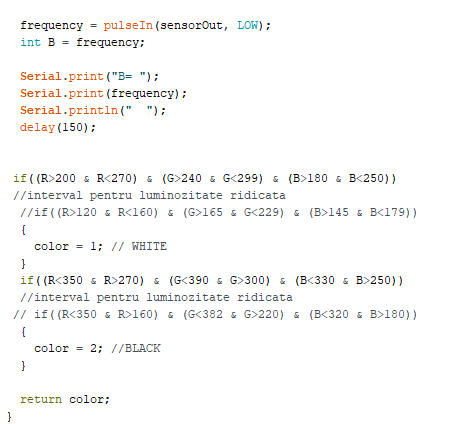 frequency = pulseIn(sensorOut, LOW);
int B = frequency;
Serial.print("B= ");
Serial.print(frequency);
Serial.println("  ");
delay(150);
if((R>200 & R<270) & (G>240 & G<299) & (B>180 & B<250))
//interval pentru luminozitate ridicata
//if((R>120 & R<160) & (G>165 & G<229) & (B>145 & B<179))
{
color = 1; // WHITE
}
if((R<350 & R>270) & (G<390 & G>300) & (B<330 & B>250))
//interval pentru luminozitate ridicata
// if((R<350 & R>160) & (G<382 & G>220) & (B<320 & B>180))
{
color = 2; //BLACK
}
return color;
}